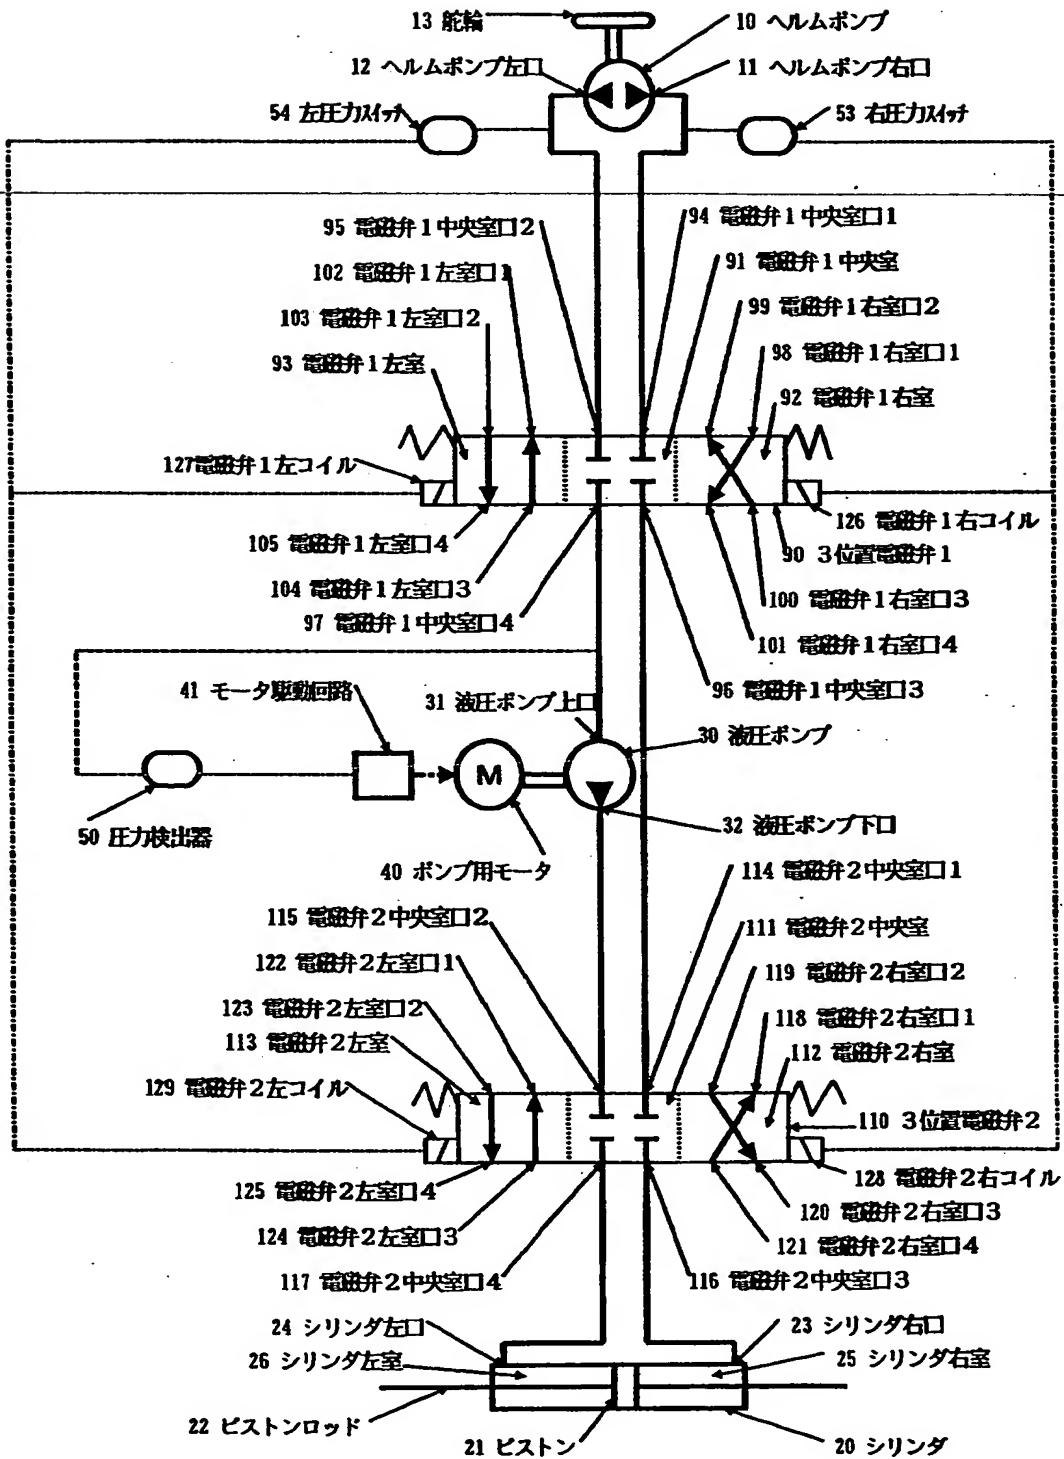 13 舵輪
10 ヘルムポンプ
12 ヘルムポンプ左口
11 ヘルムポンプ右口
54 左圧力スイッチ
53 右圧力スイッチ
95 電磁弁1中央室口2
94 電磁弁1中央室口1
102 電磁弁1左室口1
91 電磁弁1中央室
103 電磁弁1左室口2
99 電磁弁1右室口2
93 電磁弁1左室
98 電磁弁1右室口1
92 電磁弁1右室
127電磁弁1左コイル
126 電磁弁1右コイル
105 電磁弁1左室口4
90 3位置電磁弁1
104 電磁弁1左室口3
100 電磁弁1右室口3
97 電磁弁1中央室口4
101 電磁弁1右室口4
41 モータ駆動回路
31 液圧ポンプ上口
96 電磁弁1中央室口3
30 液圧ポンプ
M
50 圧力検出器
32 液圧ポンプ下口
40 ポンプ用モータ
114 電磁弁2中央室口1
115 電磁弁2中央室口2
111 電磁弁2中央室
122 電磁弁2左室口1
119 電磁弁2右室口2
123 電磁弁2左室口2
118 電磁弁2右室口1
113 電磁弁2左室
112 電磁弁2右室
129 電磁弁2左コイル
110 3位置電磁弁2
125 電磁弁2左室口4
128 電磁弁2右コイル
124 電磁弁2左室口3
120 電磁弁2右室口3
121 電磁弁2右室口4
117 電磁弁2中央室口4
116 電磁弁2中央室口3
24 シリンダ左口
23 シリンダ右口
26 シリンダ左室
25 シリンダ右室
22 ピストンロッド
21 ピストン
20 シリンダ